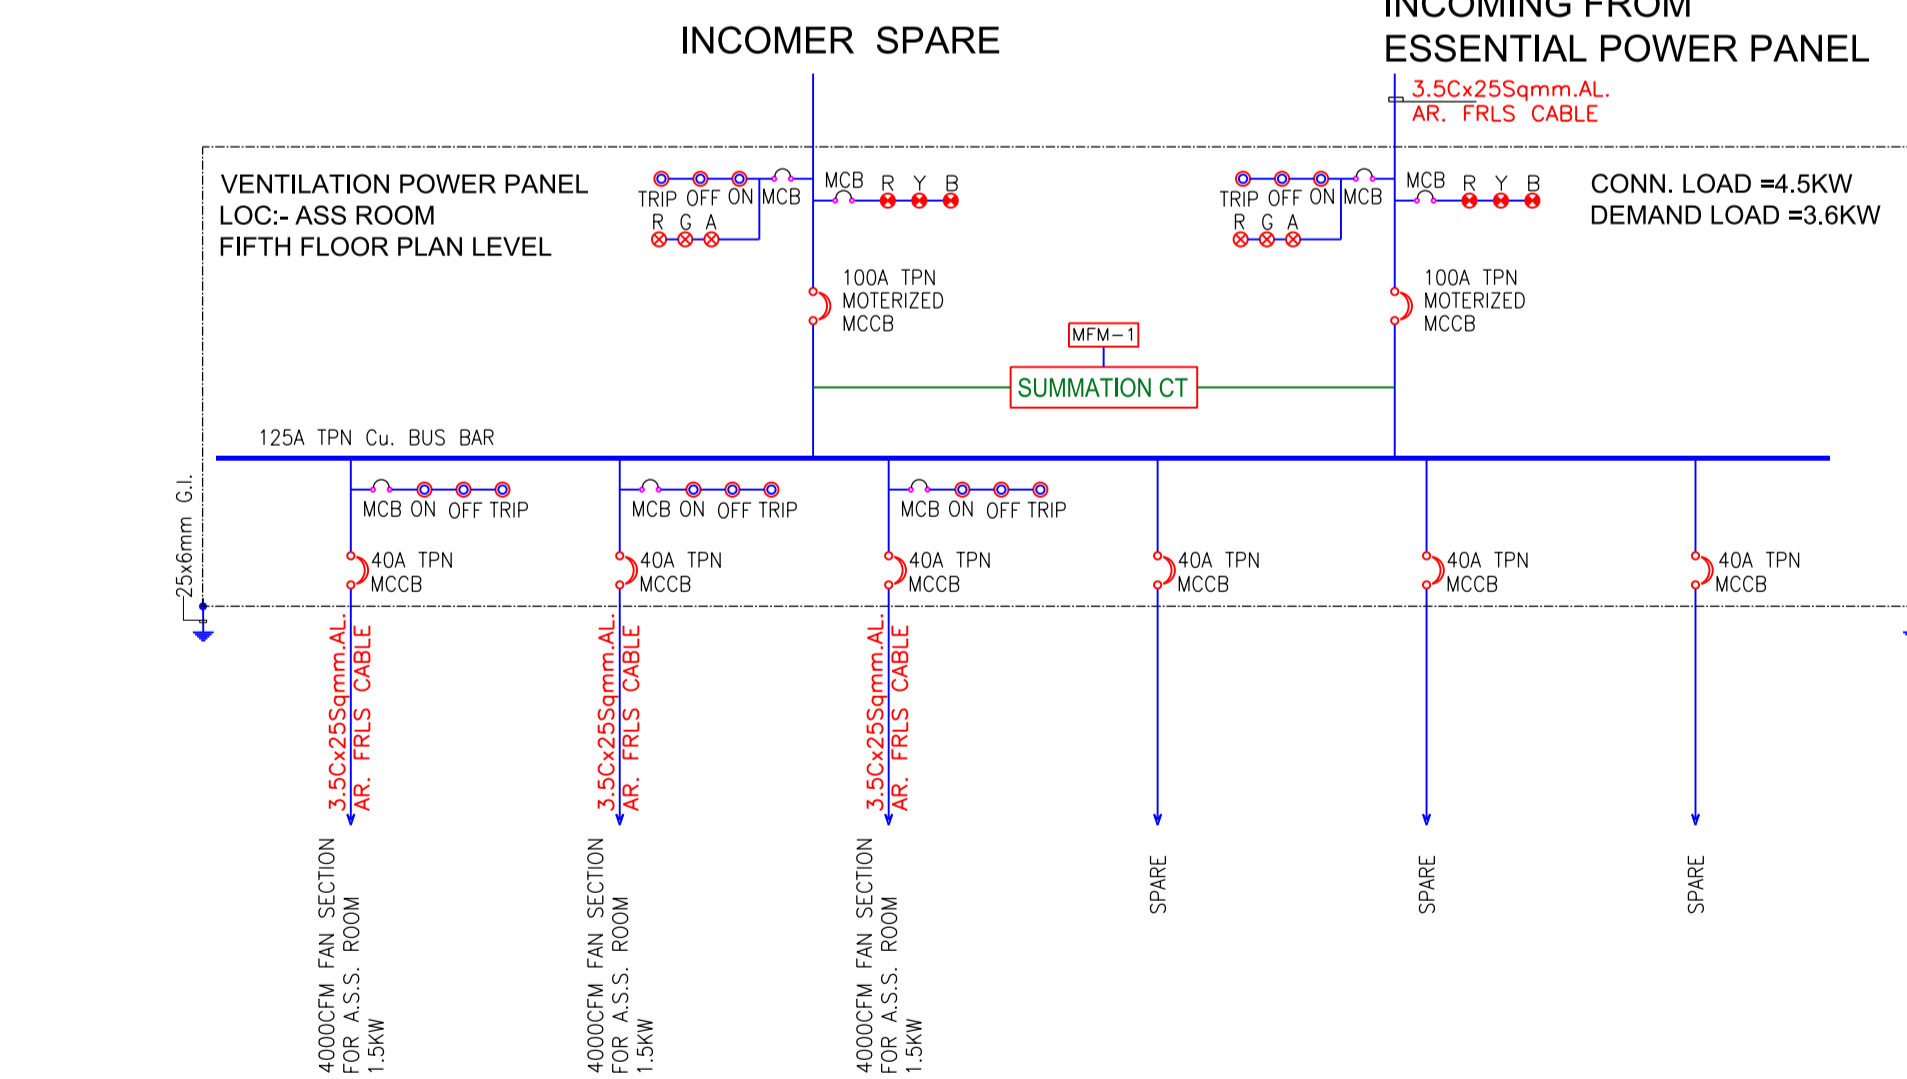 INCOMER SPARE
INCOMING FROM
ESSENTIAL POWER PANEL
3.5Cx25Sqmm.AL.
AR. FRLS CABLE
VENTILATION POWER PANEL
LOC:- ASS ROOM
FIFTH FLOOR PLAN LEVEL
TRIP OFF ON MCB
R G A
MCB R Y B
TRIP OFF ON MCB
R G A
MCB R Y B
CONN. LOAD =4.5KW
DEMAND LOAD =3.6KW
100A TPN
MOTERIZED
MCCB
100A TPN
MOTERIZED
MCCB
MFM-1
SUMMATION CT
125A TPN Cu. BUS BAR
25x6mm G.I.
MCB ON OFF TRIP
MCB ON OFF TRIP
MCB ON OFF TRIP
40A TPN
MCCB
40A TPN
MCCB
40A TPN
MCCB
40A TPN
MCCB
40A TPN
MCCB
40A TPN
MCCB
3.5Cx25Sqmm.AL.
AR. FRLS CABLE
3.5Cx25Sqmm.AL.
AR. FRLS CABLE
3.5Cx25Sqmm.AL.
AR. FRLS CABLE
4000CFM FAN SECTION
FOR A.S.S. ROOM
1.5KW
4000CFM FAN SECTION
FOR A.S.S. ROOM
1.5KW
4000CFM FAN SECTION
FOR A.S.S. ROOM
1.5KW
SPARE
SPARE
SPARE